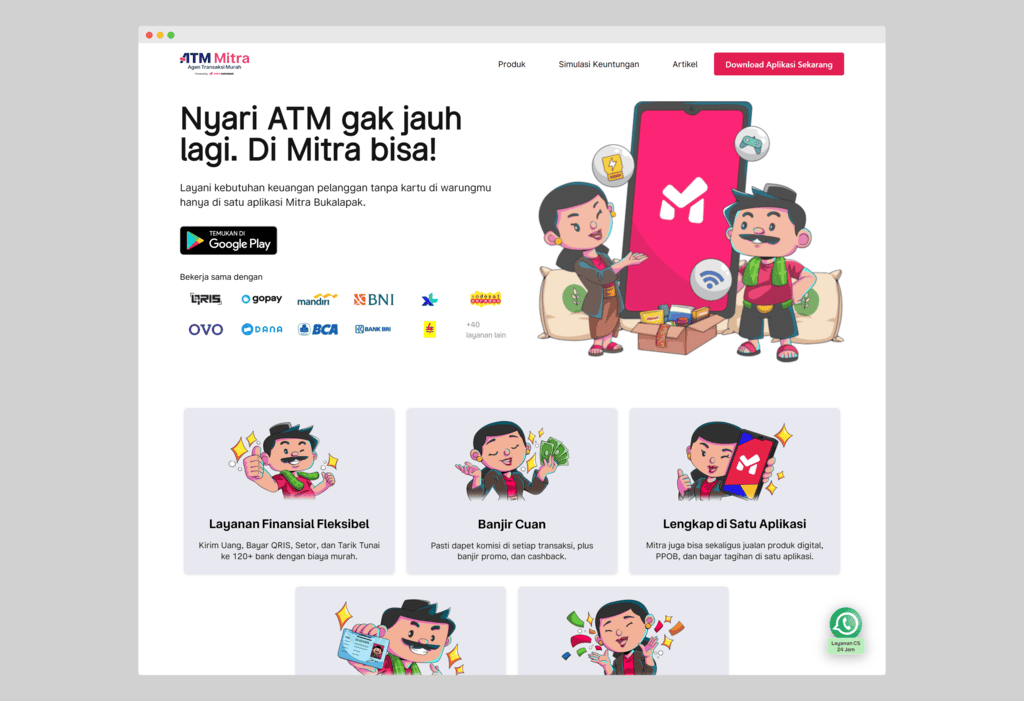 ATM Mitra
Agen Transaksi Murah
Produk
Simulasi Keuntungan
Artikel
Download Aplikasi Sekarang
Nyari ATM gak jauh
lagi. Di Mitra bisa!
Layani kebutuhan keuangan pelanggan tanpa kartu di warungmu
hanya di satu aplikasi Mitra Bukalapak.
TEMUKAN DI
Google Play
Bekerja sama dengan
QRIS
gopay
mandiri
BNI
XL
indosat
ooredoo
OVO
DANA
BCA
BANK BRI
+40
layanan lain
Layanan Finansial Fleksibel
Kirim Uang, Bayar QRIS, Setor, dan Tarik Tunai
ke 120+ bank dengan biaya murah.
Banjir Cuan
Pasti dapet komisi di setiap transaksi, plus
banjir promo, dan cashback.
Lengkap di Satu Aplikasi
Mitra juga bisa sekaligus jualan produk digital,
PPOB, dan bayar tagihan di satu aplikasi.
Layanan CS
24 Jam